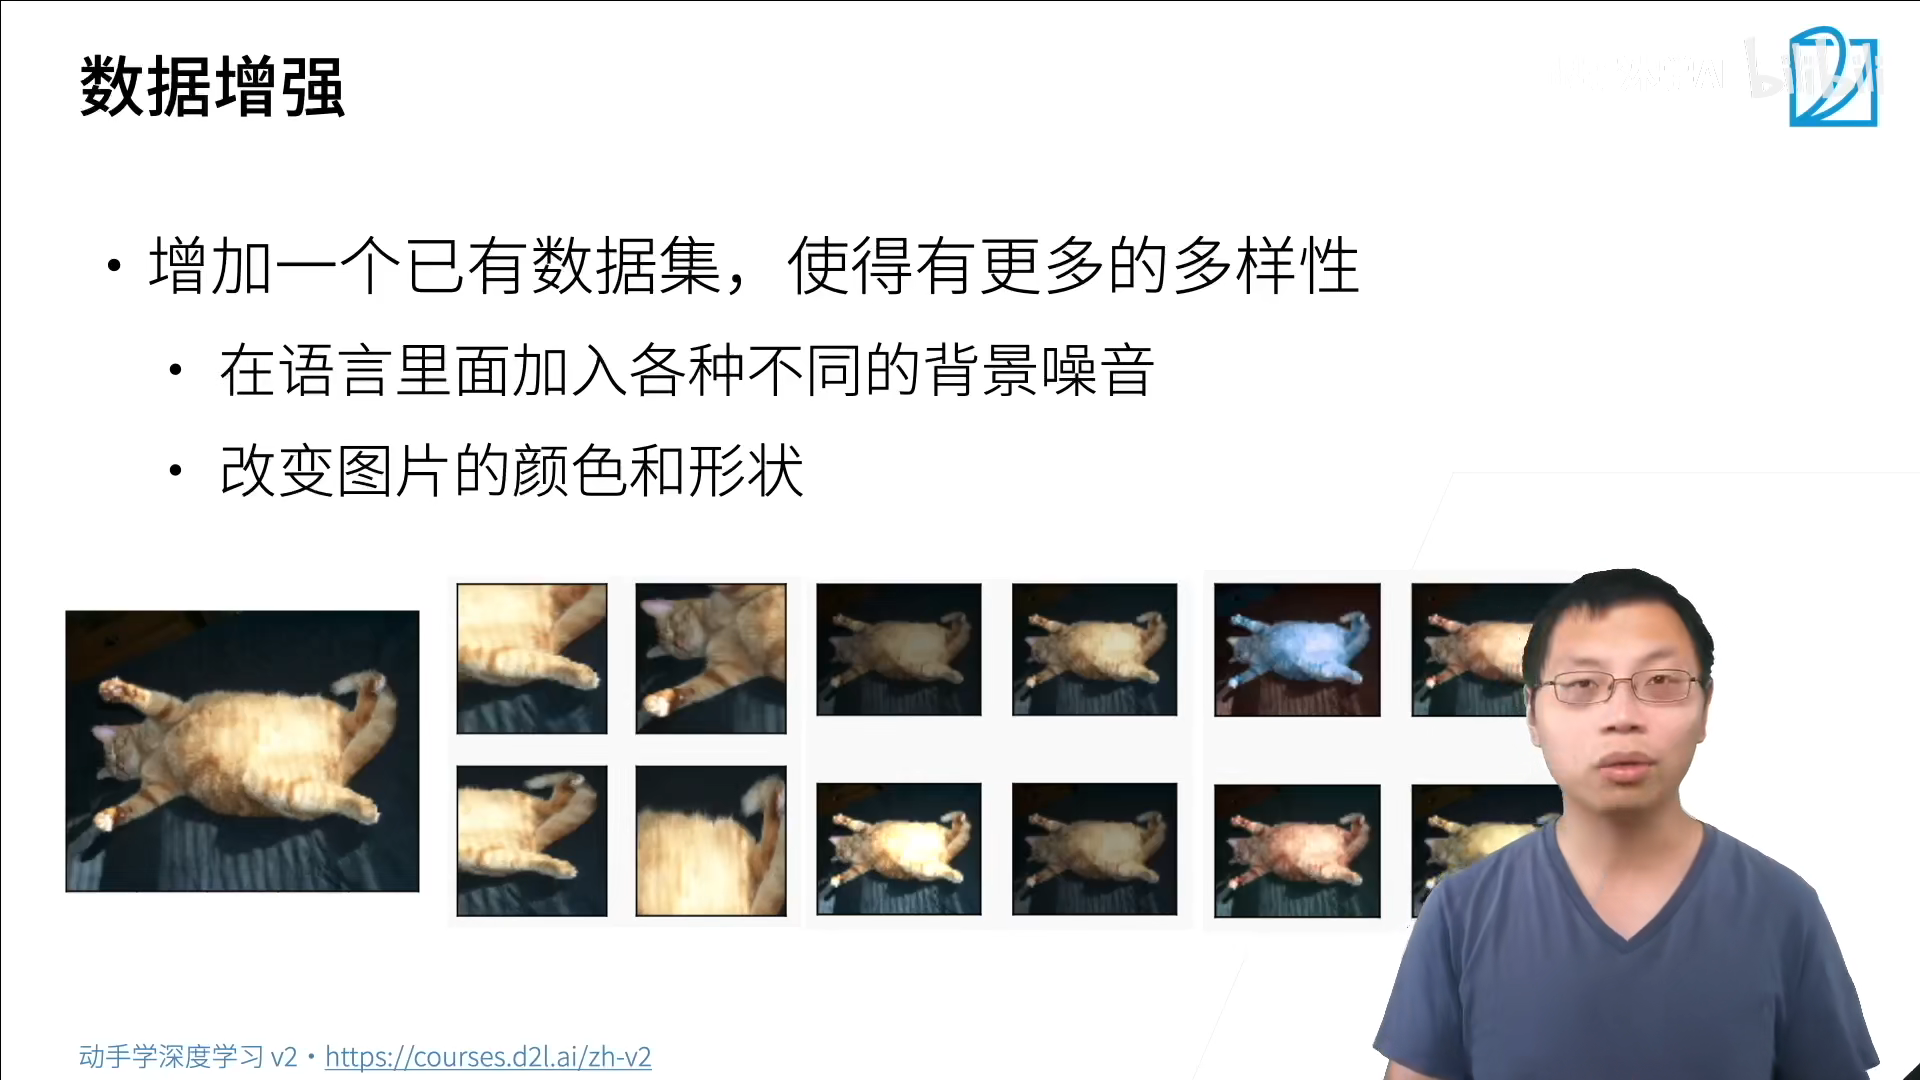 数据增强
bilibili
• 增加一个已有数据集，使得有更多的多样性
• 在语言里面加入各种不同的背景噪音
• 改变图片的颜色和形状
动手学深度学习 v2 • https://courses.d2l.ai/zh-v2